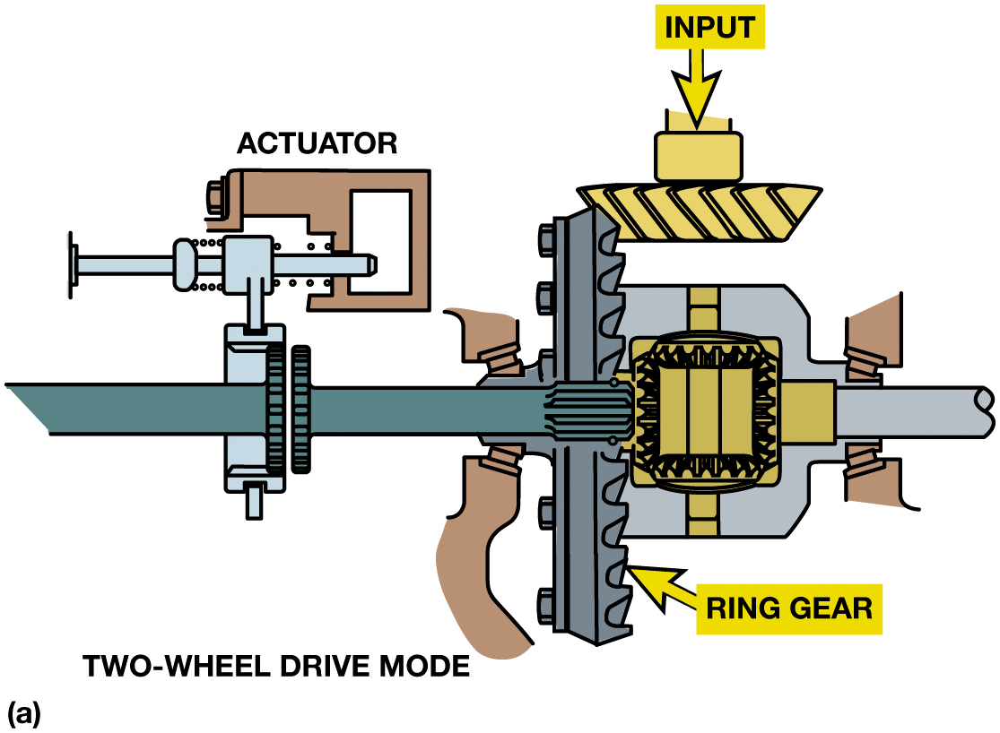 INPUT
ACTUATOR
RING GEAR
TWO-WHEEL DRIVE MODE
(a)